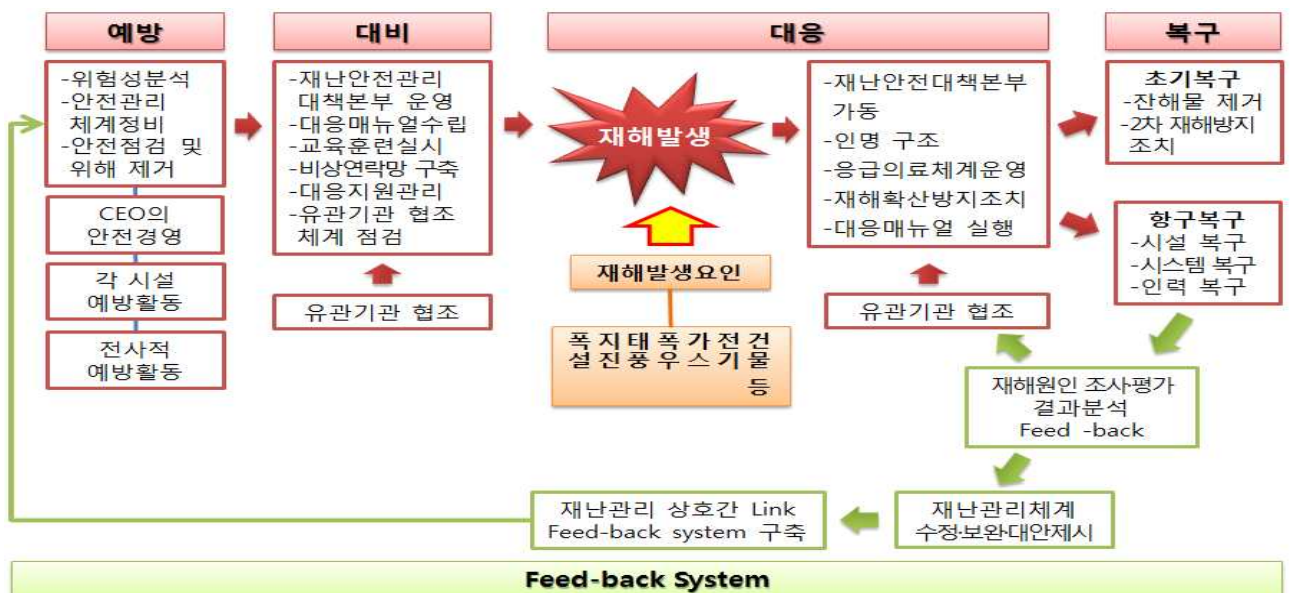 예방
-위험성분석
-안전관리
체계정비
-안전점검 및
위해 제거
CEO의
안전경영
각 시설
예방활동
전사적
예방활동
대비
-재난안전관리
대책본부 운영
-대응매뉴얼수립
-교육훈련실시
-비상연락망 구축
-대응지원관리
-유관기관 협조
체계 점검
유관기관 협조
대응
재해발생
재해발생요인
폭설
지진
태풍
폭우
가스
전기
건물등
-재난안전대책본부
가동
-인명 구조
-응급의료체계운영
-재해확산방지조치
-대응매뉴얼 실행
유관기관 협조
복구
초기복구
-잔해물 제거
-2차 재해방지
조치
항구복구
-시설 복구
-시스템 복구
-인력 복구
재해원인 조사·평가
결과분석
Feed -back
재난관리체계
수정·보완·대안제시
재난관리 상호간 Link
Feed-back system 구축
Feed-back System